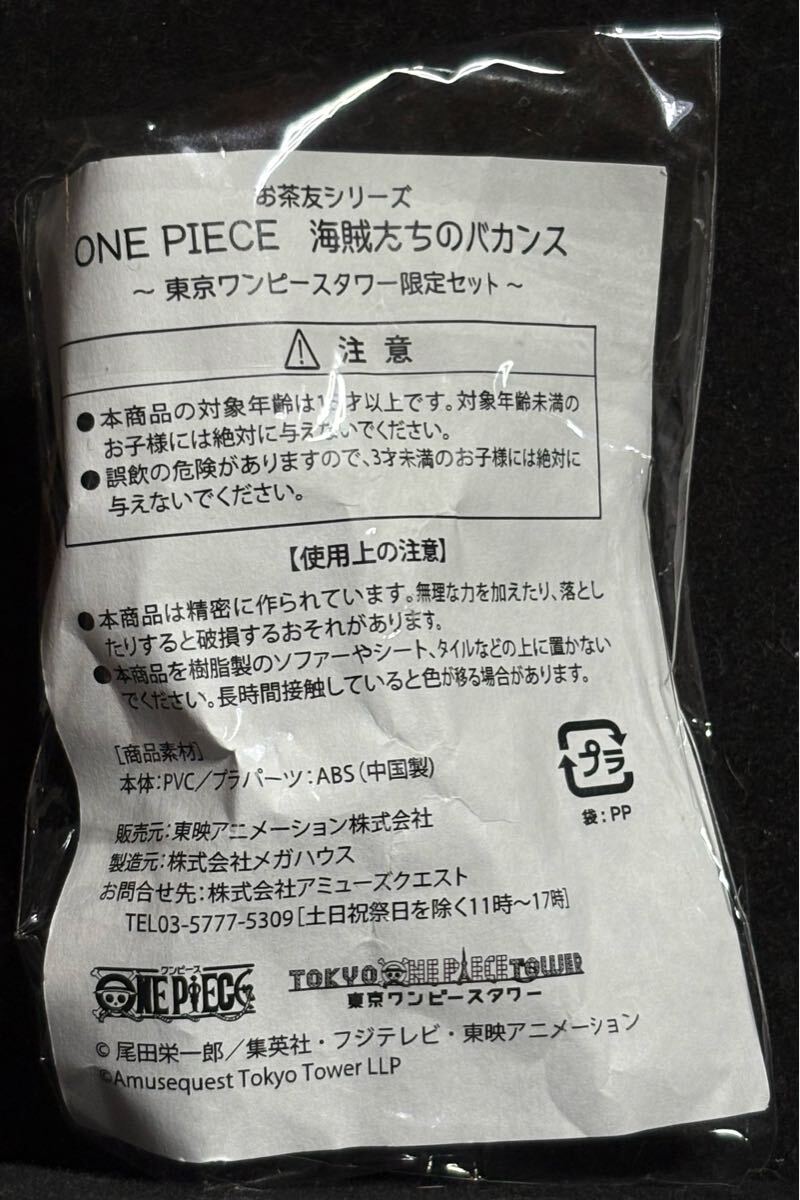 お茶友シリーズ
ONE PIECE 海賊たちのバカンス
～ 東京ワンピースタワー限定セット ～
注 意
●本商品の対象年齢は15才以上です。対象年齢未満の
お子様には絶対に与えないでください。
●誤飲の危険がありますので、3才未満のお子様には絶対に
与えないでください。
【使用上の注意】
●本商品は精密に作られています。無理な力を加えたり、落とし
たりすると破損するおそれがあります。
●本商品を樹脂製のソファーやシート、タイルなどの上に置かない
でください。長時間接触していると色が移る場合があります。
[商品素材]
本体:PVC/プラパーツ:ABS(中国製)
プラ
袋:PP
販売元:東映アニメーション株式会社
製造元:株式会社メガハウス
お問合せ先:株式会社アミューズクエスト
TEL03-5777-5309[土日祝祭日を除く11時～17時]
ワンピース
ONE PIECE
TOKYO ONE PIECE TOWER
東京ワンピースタワー
© 尾田栄一郎/集英社・フジテレビ・東映アニメーション
©Amusequest Tokyo Tower LLP